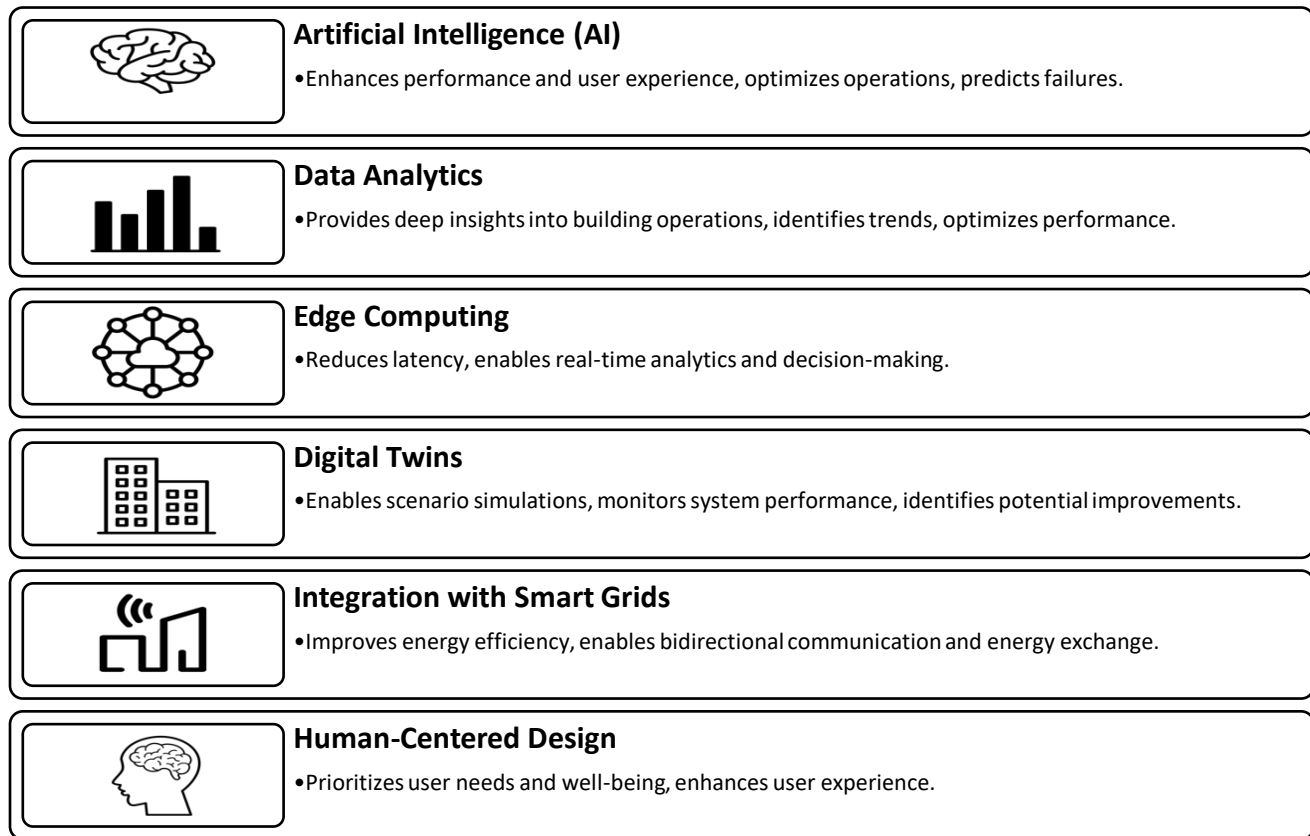 Artificial Intelligence (AI)
•Enhances performance and user experience, optimizes operations, predicts failures.
Data Analytics
•Provides deep insights into building operations, identifies trends, optimizes performance.
Edge Computing
•Reduces latency, enables real-time analytics and decision-making.
Digital Twins
•Enables scenario simulations, monitors system performance, identifies potential improvements.
Integration with Smart Grids
•Improves energy efficiency, enables bidirectional communication and energy exchange.
Human-Centered Design
•Prioritizes user needs and well-being, enhances user experience.